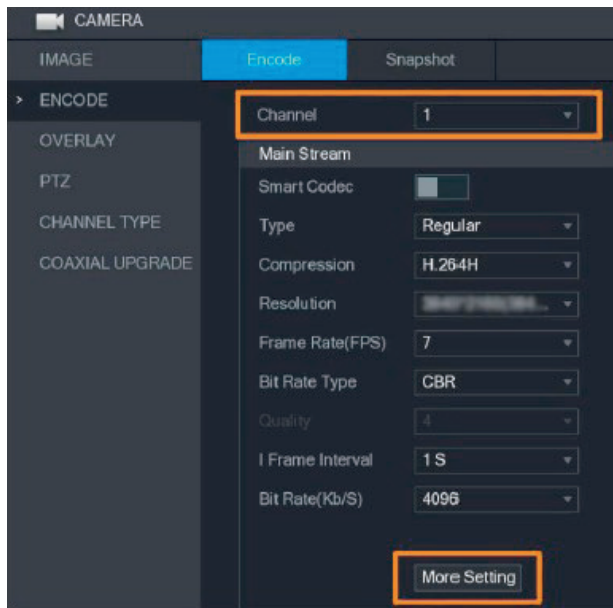 CAMERA
IMAGE
Encode Snapshot
> ENCODE
Channel 1
OVERLAY
Main Stream
PTZ
Smart Codec
CHANNEL TYPE
Type Regular
COAXIAL UPGRADE
Compression H.264H
Resolution
Frame Rate(FPS) 7
Bit Rate Type CBR
Quality 4
I Frame Interval 1 S
Bit Rate(Kb/S) 4096
More Setting